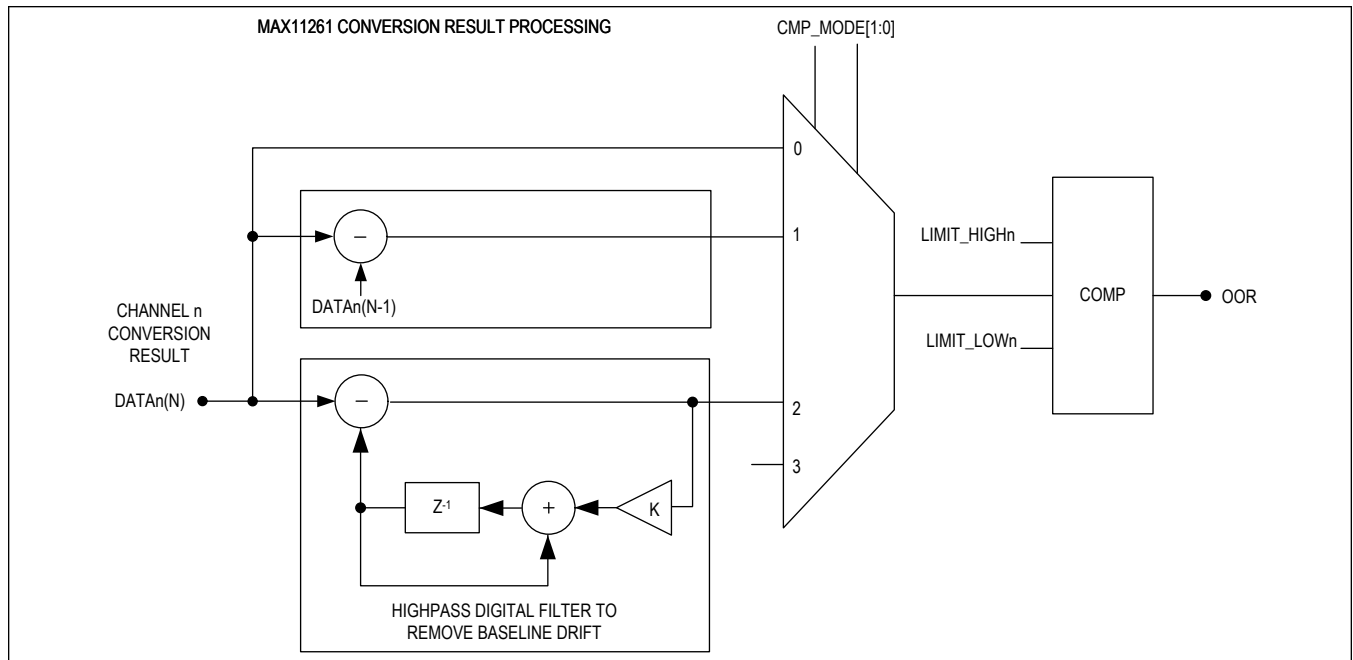 MAX11261 CONVERSION RESULT PROCESSING
CMP_MODE[1:0]
0
−
1
DATAn(N-1)
LIMIT_HIGHn
COMP
OOR
LIMIT_LOWn
CHANNEL n
CONVERSION
RESULT
DATAn(N)
−
2
3
Z-1
+
K
HIGHPASS DIGITAL FILTER TO
REMOVE BASELINE DRIFT